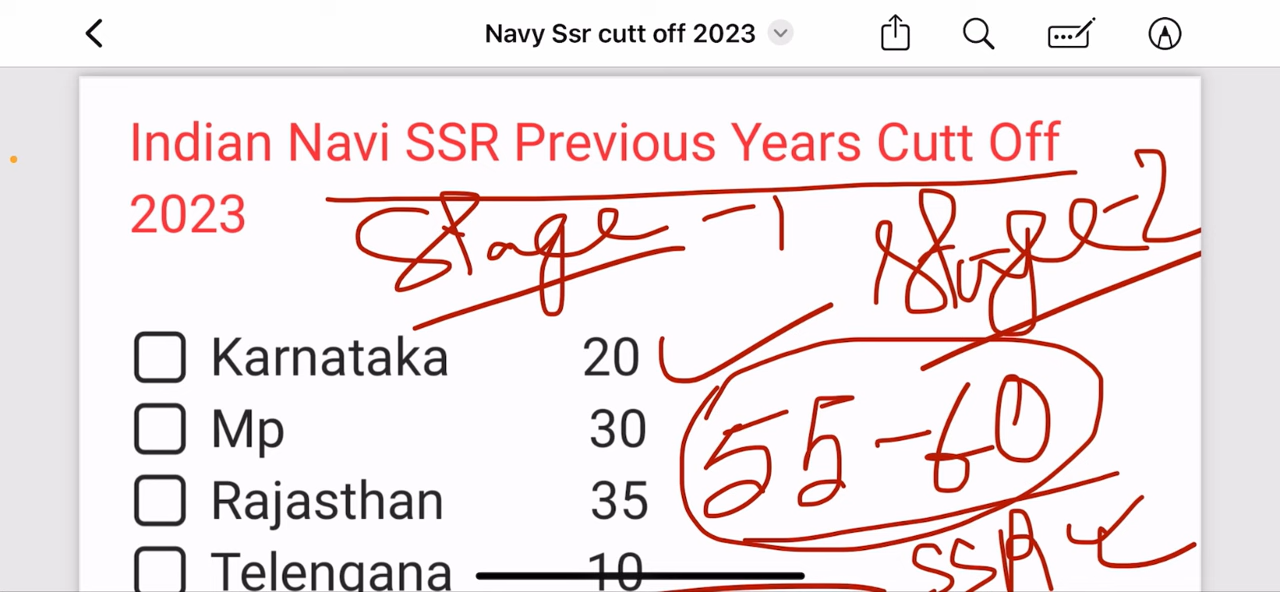 Navy Ssr cutt off 2023
Indian Navi SSR Previous Years Cutt Off
2023
Stage -1 Stage-2
Karnataka 20
Mp 30
55-60
Rajasthan 35
Telengana 10
SSR